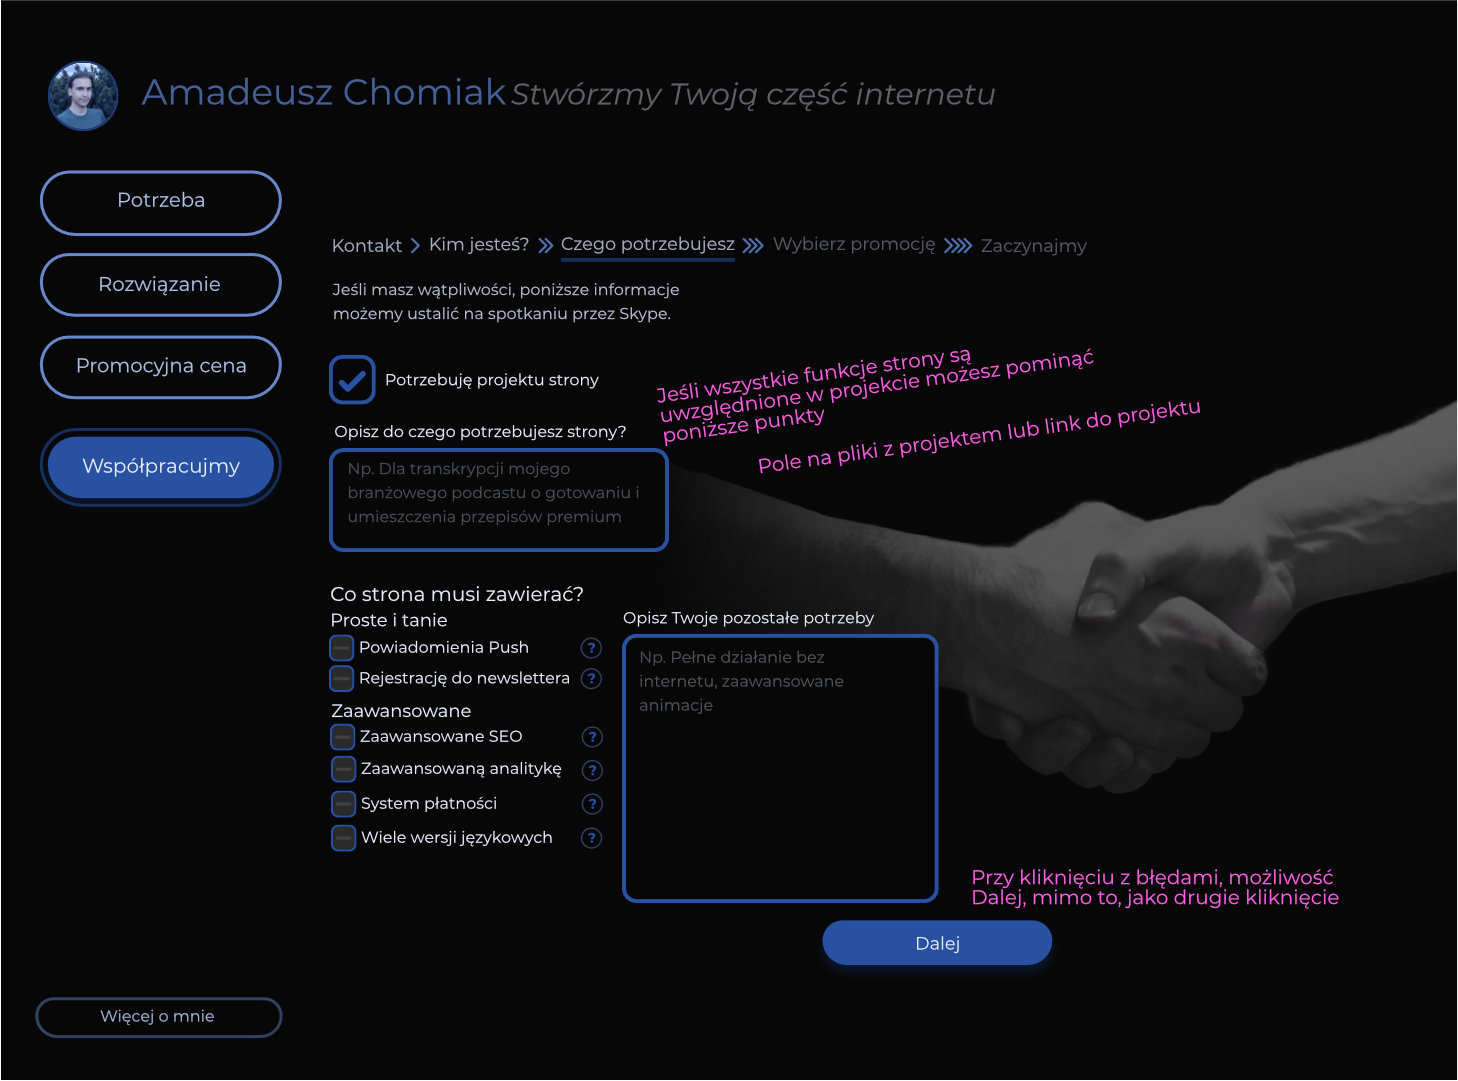 Amadeusz Chomiak Stwórzmy Twoją część internetu
Potrzeba
Rozwiązanie
Promocyjna cena
Współpracujmy
Więcej o mnie
Kontakt Kim jesteś? Czego potrzebujesz Wybierz promocję Zaczynajmy
Jeśli masz wątpliwości, poniższe informacje
możemy ustalić na spotkaniu przez Skype.
Potrzebuję projektu strony
Jeśli wszystkie funkcje strony są
uwzględnione w projekcie możesz pominąć
poniższe punkty
Pole na pliki z projektem lub link do projektu
Opisz do czego potrzebujesz strony?
Np. Dla transkrypcji mojego
branżowego podcastu o gotowaniu i
umieszczenia przepisów premium
Co strona musi zawierać?
Proste i tanie
Powiadomienia Push ?
Rejestrację do newslettera ?
Zaawansowane
Zaawansowane SEO ?
Zaawansowaną analitykę ?
System płatności ?
Wiele wersji językowych ?
Opisz Twoje pozostałe potrzeby
Np. Pełne działanie bez
internetu, zaawansowane
animacje
Przy kliknięciu z błędami, możliwość
Dalej, mimo to, jako drugie kliknięcie
Dalej